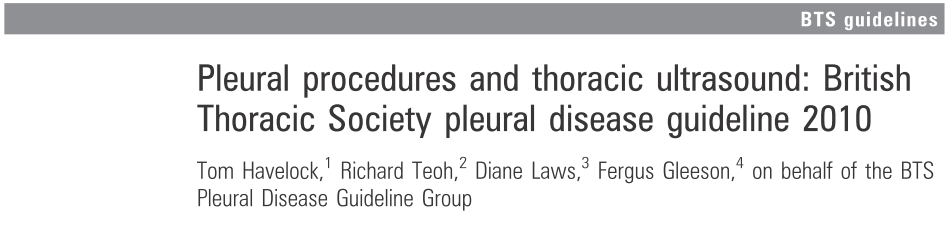 BTS guidelines
Pleural procedures and thoracic ultrasound: British
Thoracic Society pleural disease guideline 2010
Tom Havelock,1 Richard Teoh,2 Diane Laws,3 Fergus Gleeson,4 on behalf of the BTS
Pleural Disease Guideline Group